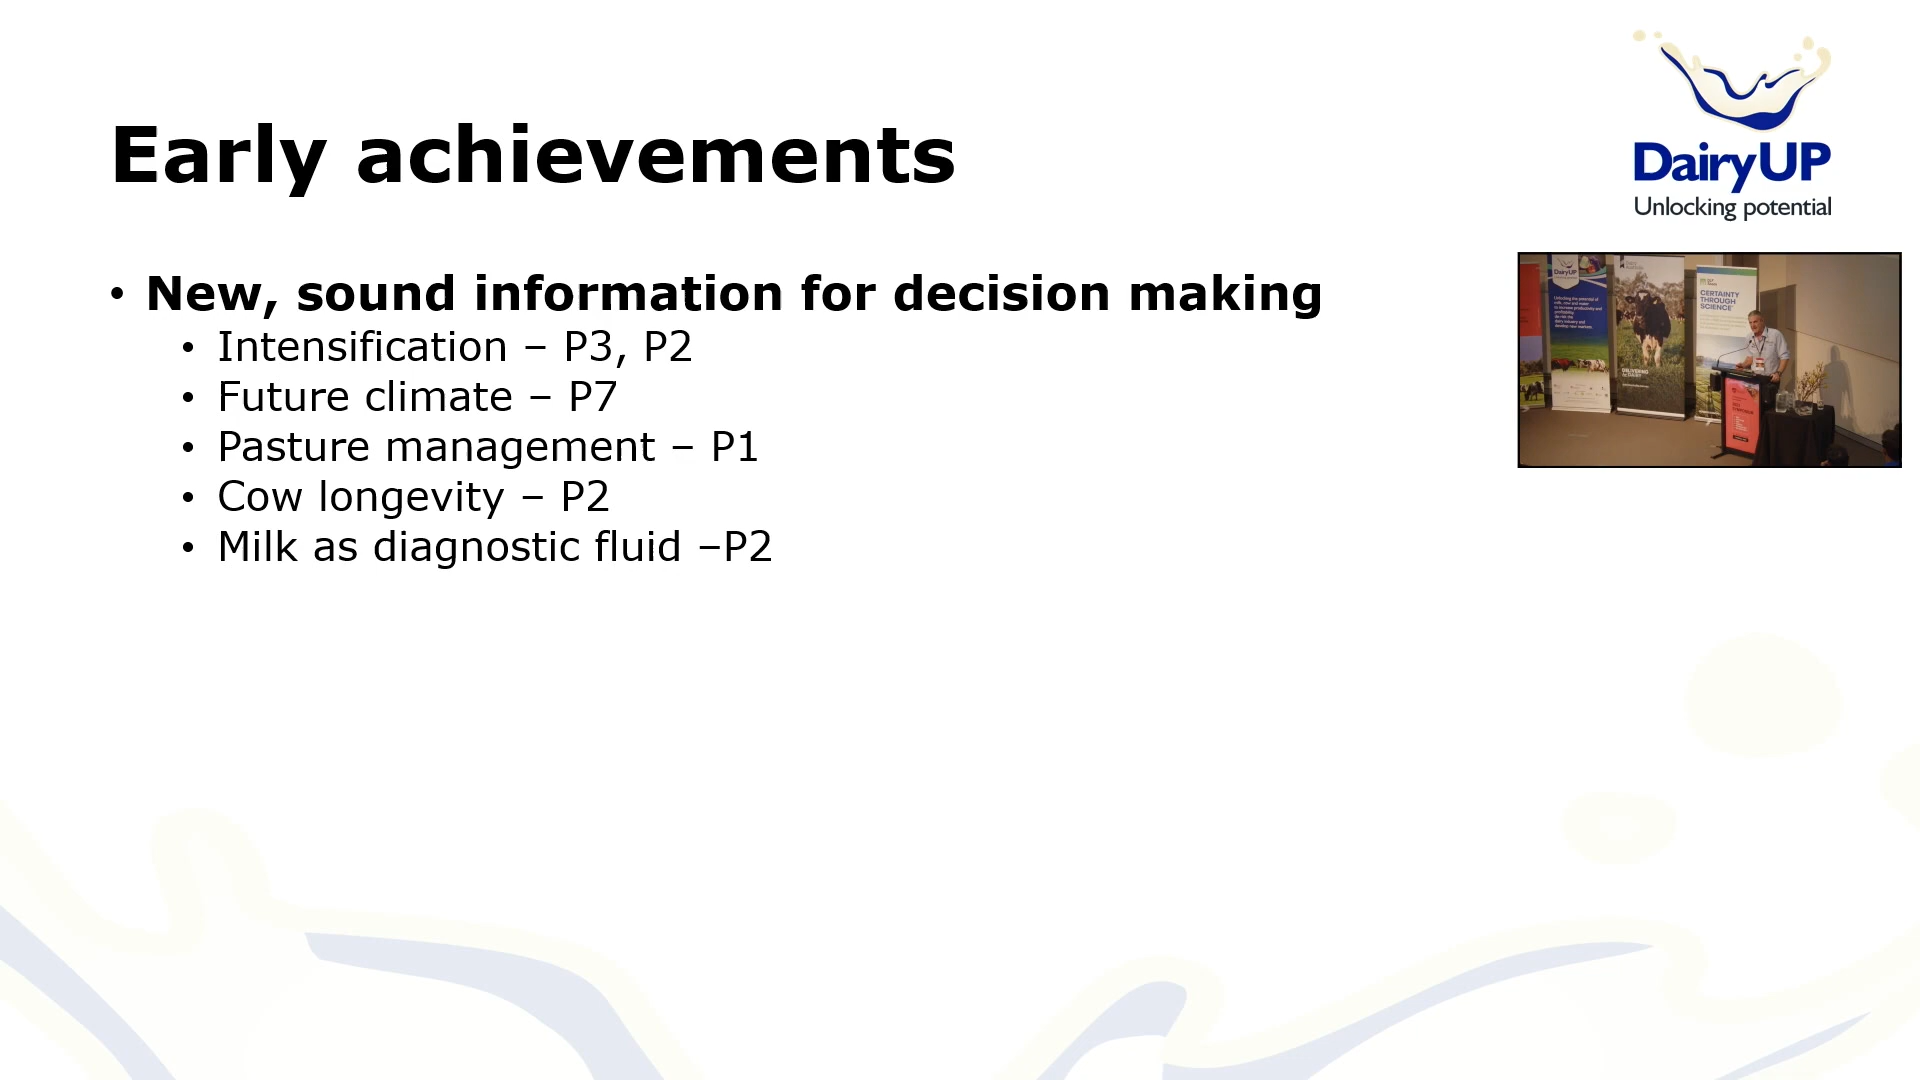 Early achievements
DairyUP
Unlocking potential
• New, sound information for decision making
• Intensification – P3, P2
• Future climate – P7
• Pasture management – P1
• Cow longevity – P2
• Milk as diagnostic fluid –P2
DairyUP
CERTAINTY
THROUGH
SCIENCE